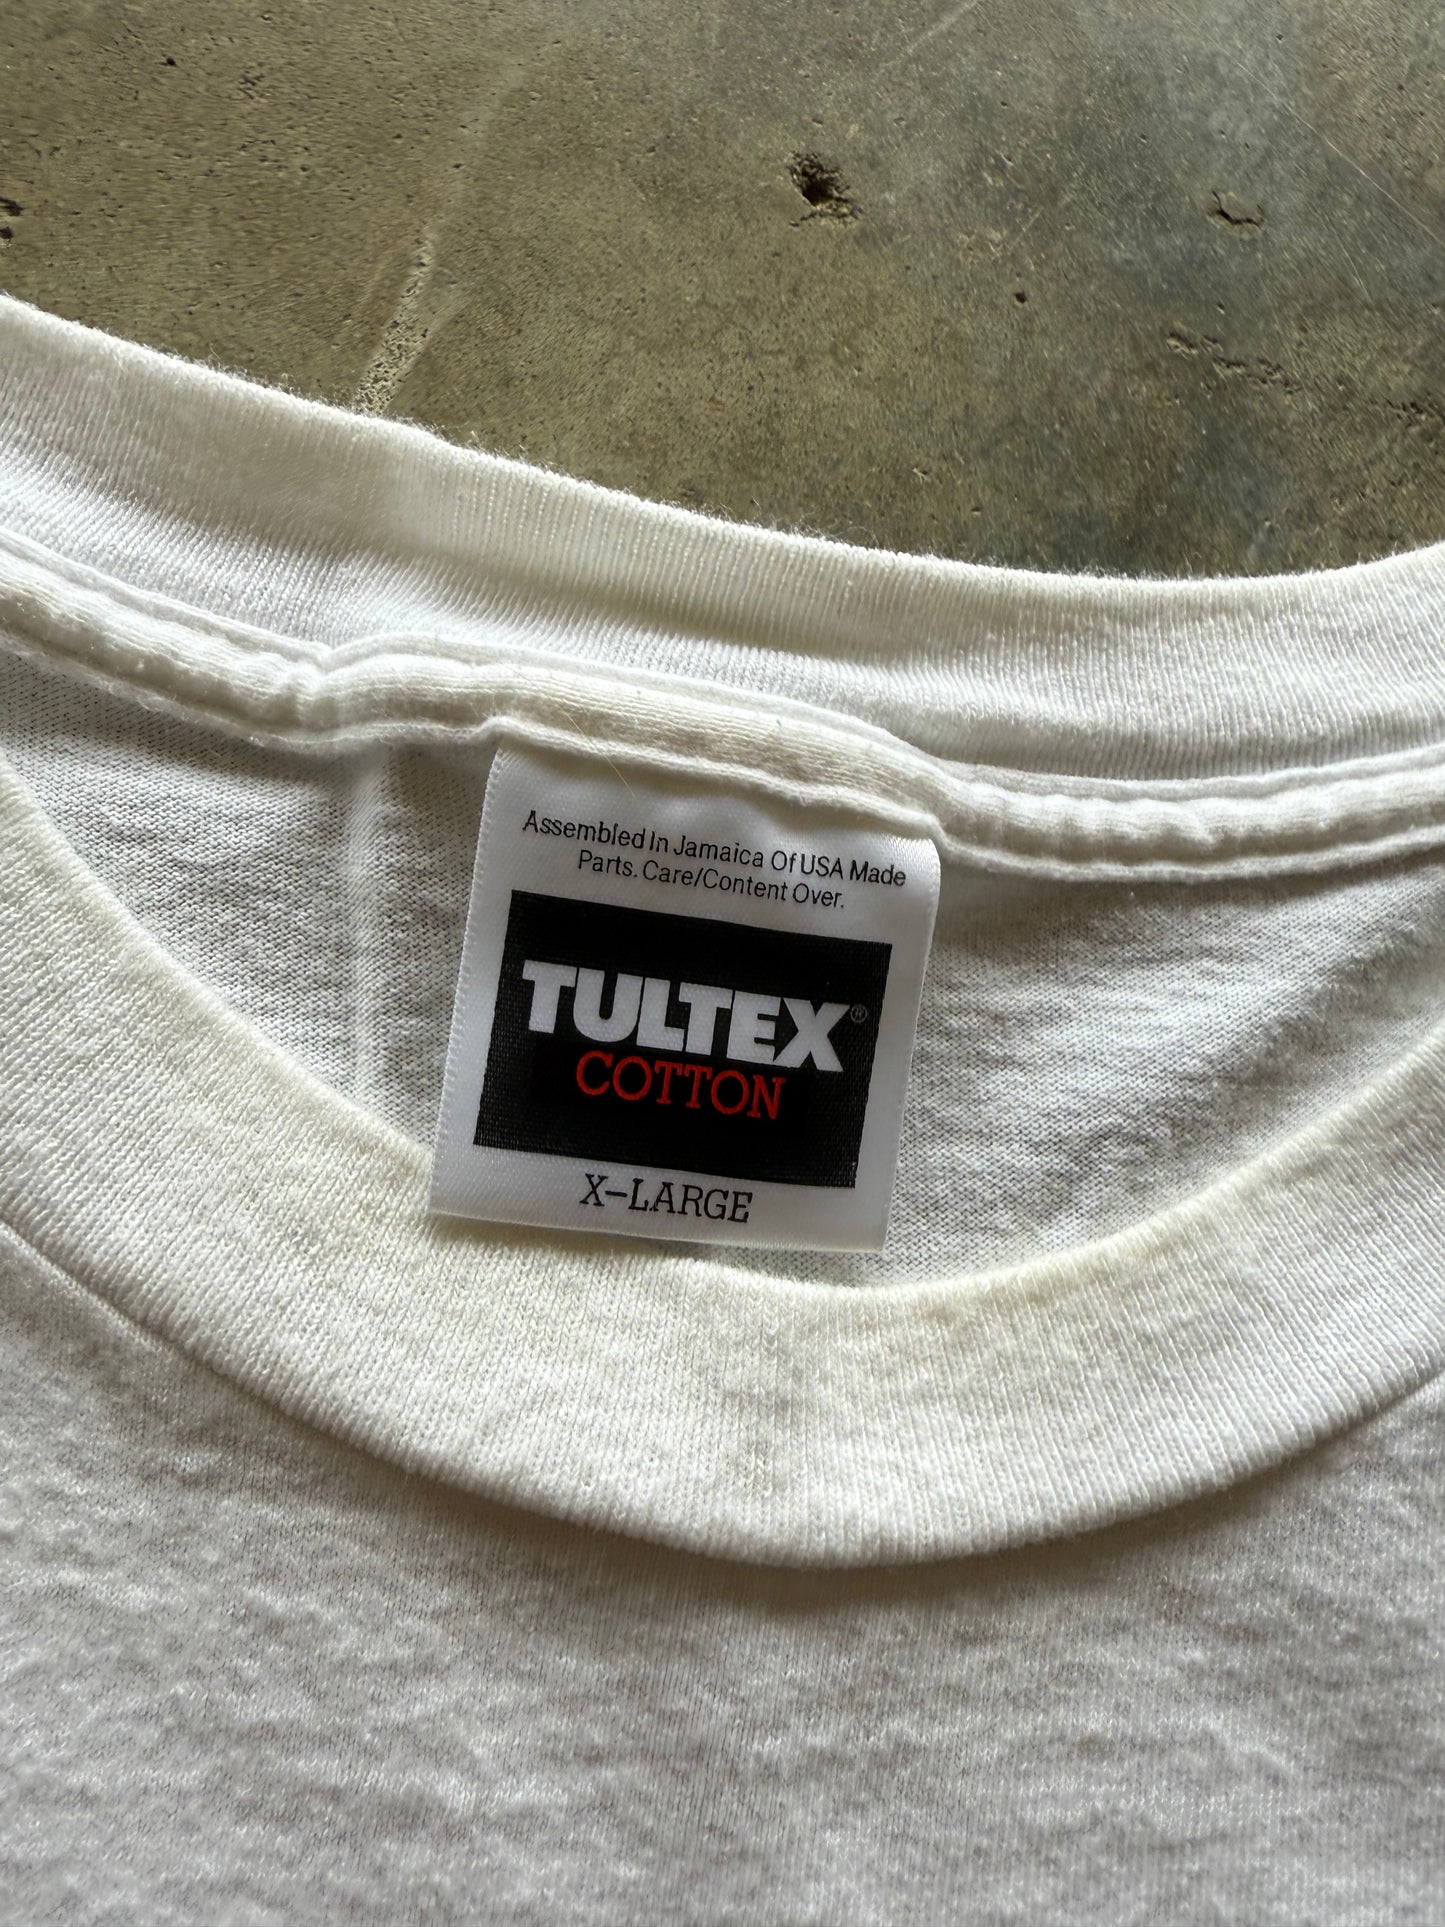 Assembled In Jamaica Of USA Made
Parts. Care/Content Over.
TULTEX®
COTTON
X-LARGE